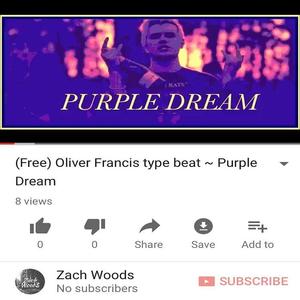 PURPLE DREAM
(Free) Oliver Francis type beat ~ Purple
Dream
8 views
0 0 Share Save Add to
Zach Woods
No subscribers
SUBSCRIBE